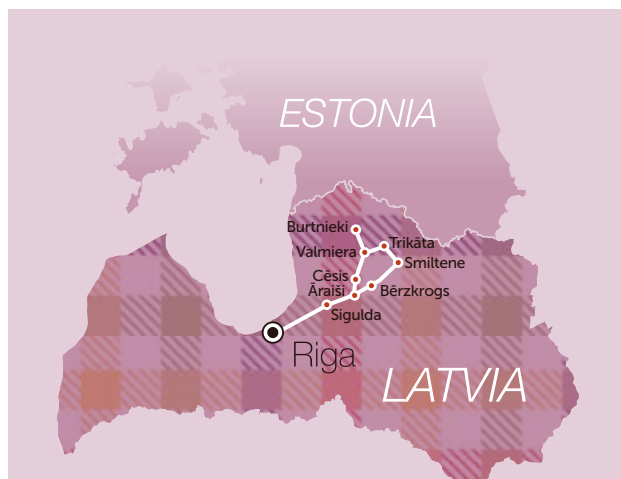 ESTONIA
Burtnieki
Trikāta
Valmiera
Smiltene
Cēsis
Āraiši
Bērzkrogs
Sigulda
Riga
LATVIA